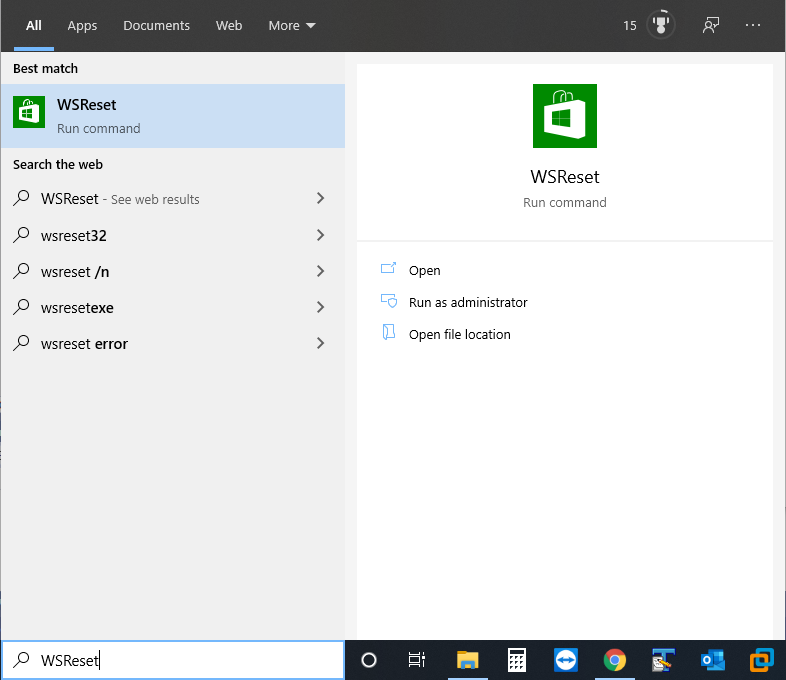 All Apps Documents Web More 15
Best match
WSReset
Run command
Search the web
WSReset - See web results
wsreset32
wsreset /n
wsresetexe
wsreset error
WSReset
Run command
Open
Run as administrator
Open file location
WSReset